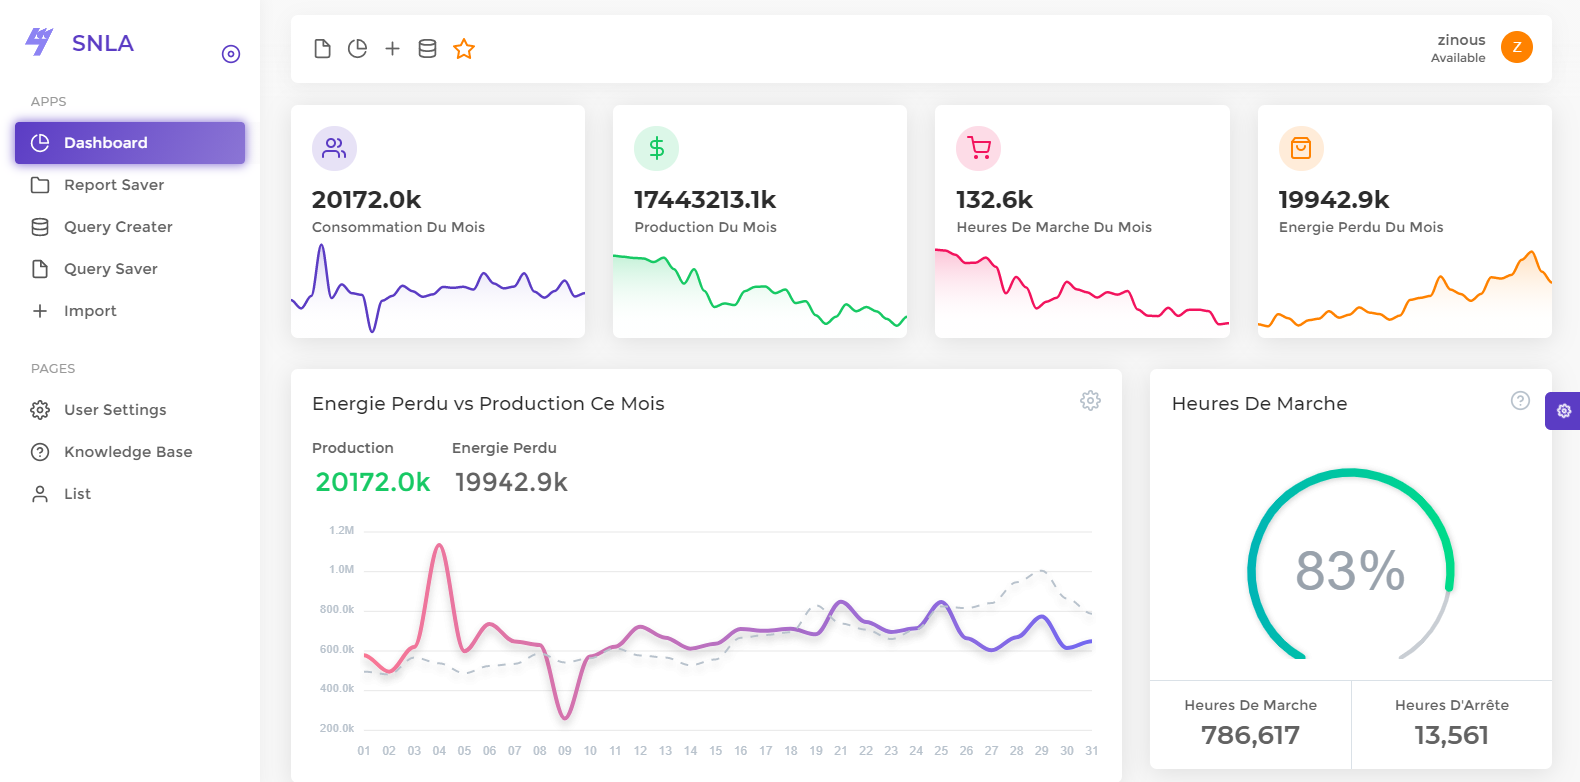 SNLA
APPS
Dashboard
Report Saver
Query Creater
Query Saver
Import
PAGES
User Settings
Knowledge Base
List
zinous
Available
Z
20172.0k
Consommation Du Mois
17443213.1k
Production Du Mois
132.6k
Heures De Marche Du Mois
19942.9k
Energie Perdu Du Mois
Energie Perdu vs Production Ce Mois
Production Energie Perdu
20172.0k 19942.9k
1.2M
1.0M
800.0k
600.0k
400.0k
200.0k
01 02 03 04 05 06 07 08 09 10 11 12 13 14 15 16 17 18 19 21 22 23 24 25 26 27 28 29 30 31
Heures De Marche
83%
Heures De Marche
786,617
Heures D'Arrête
13,561